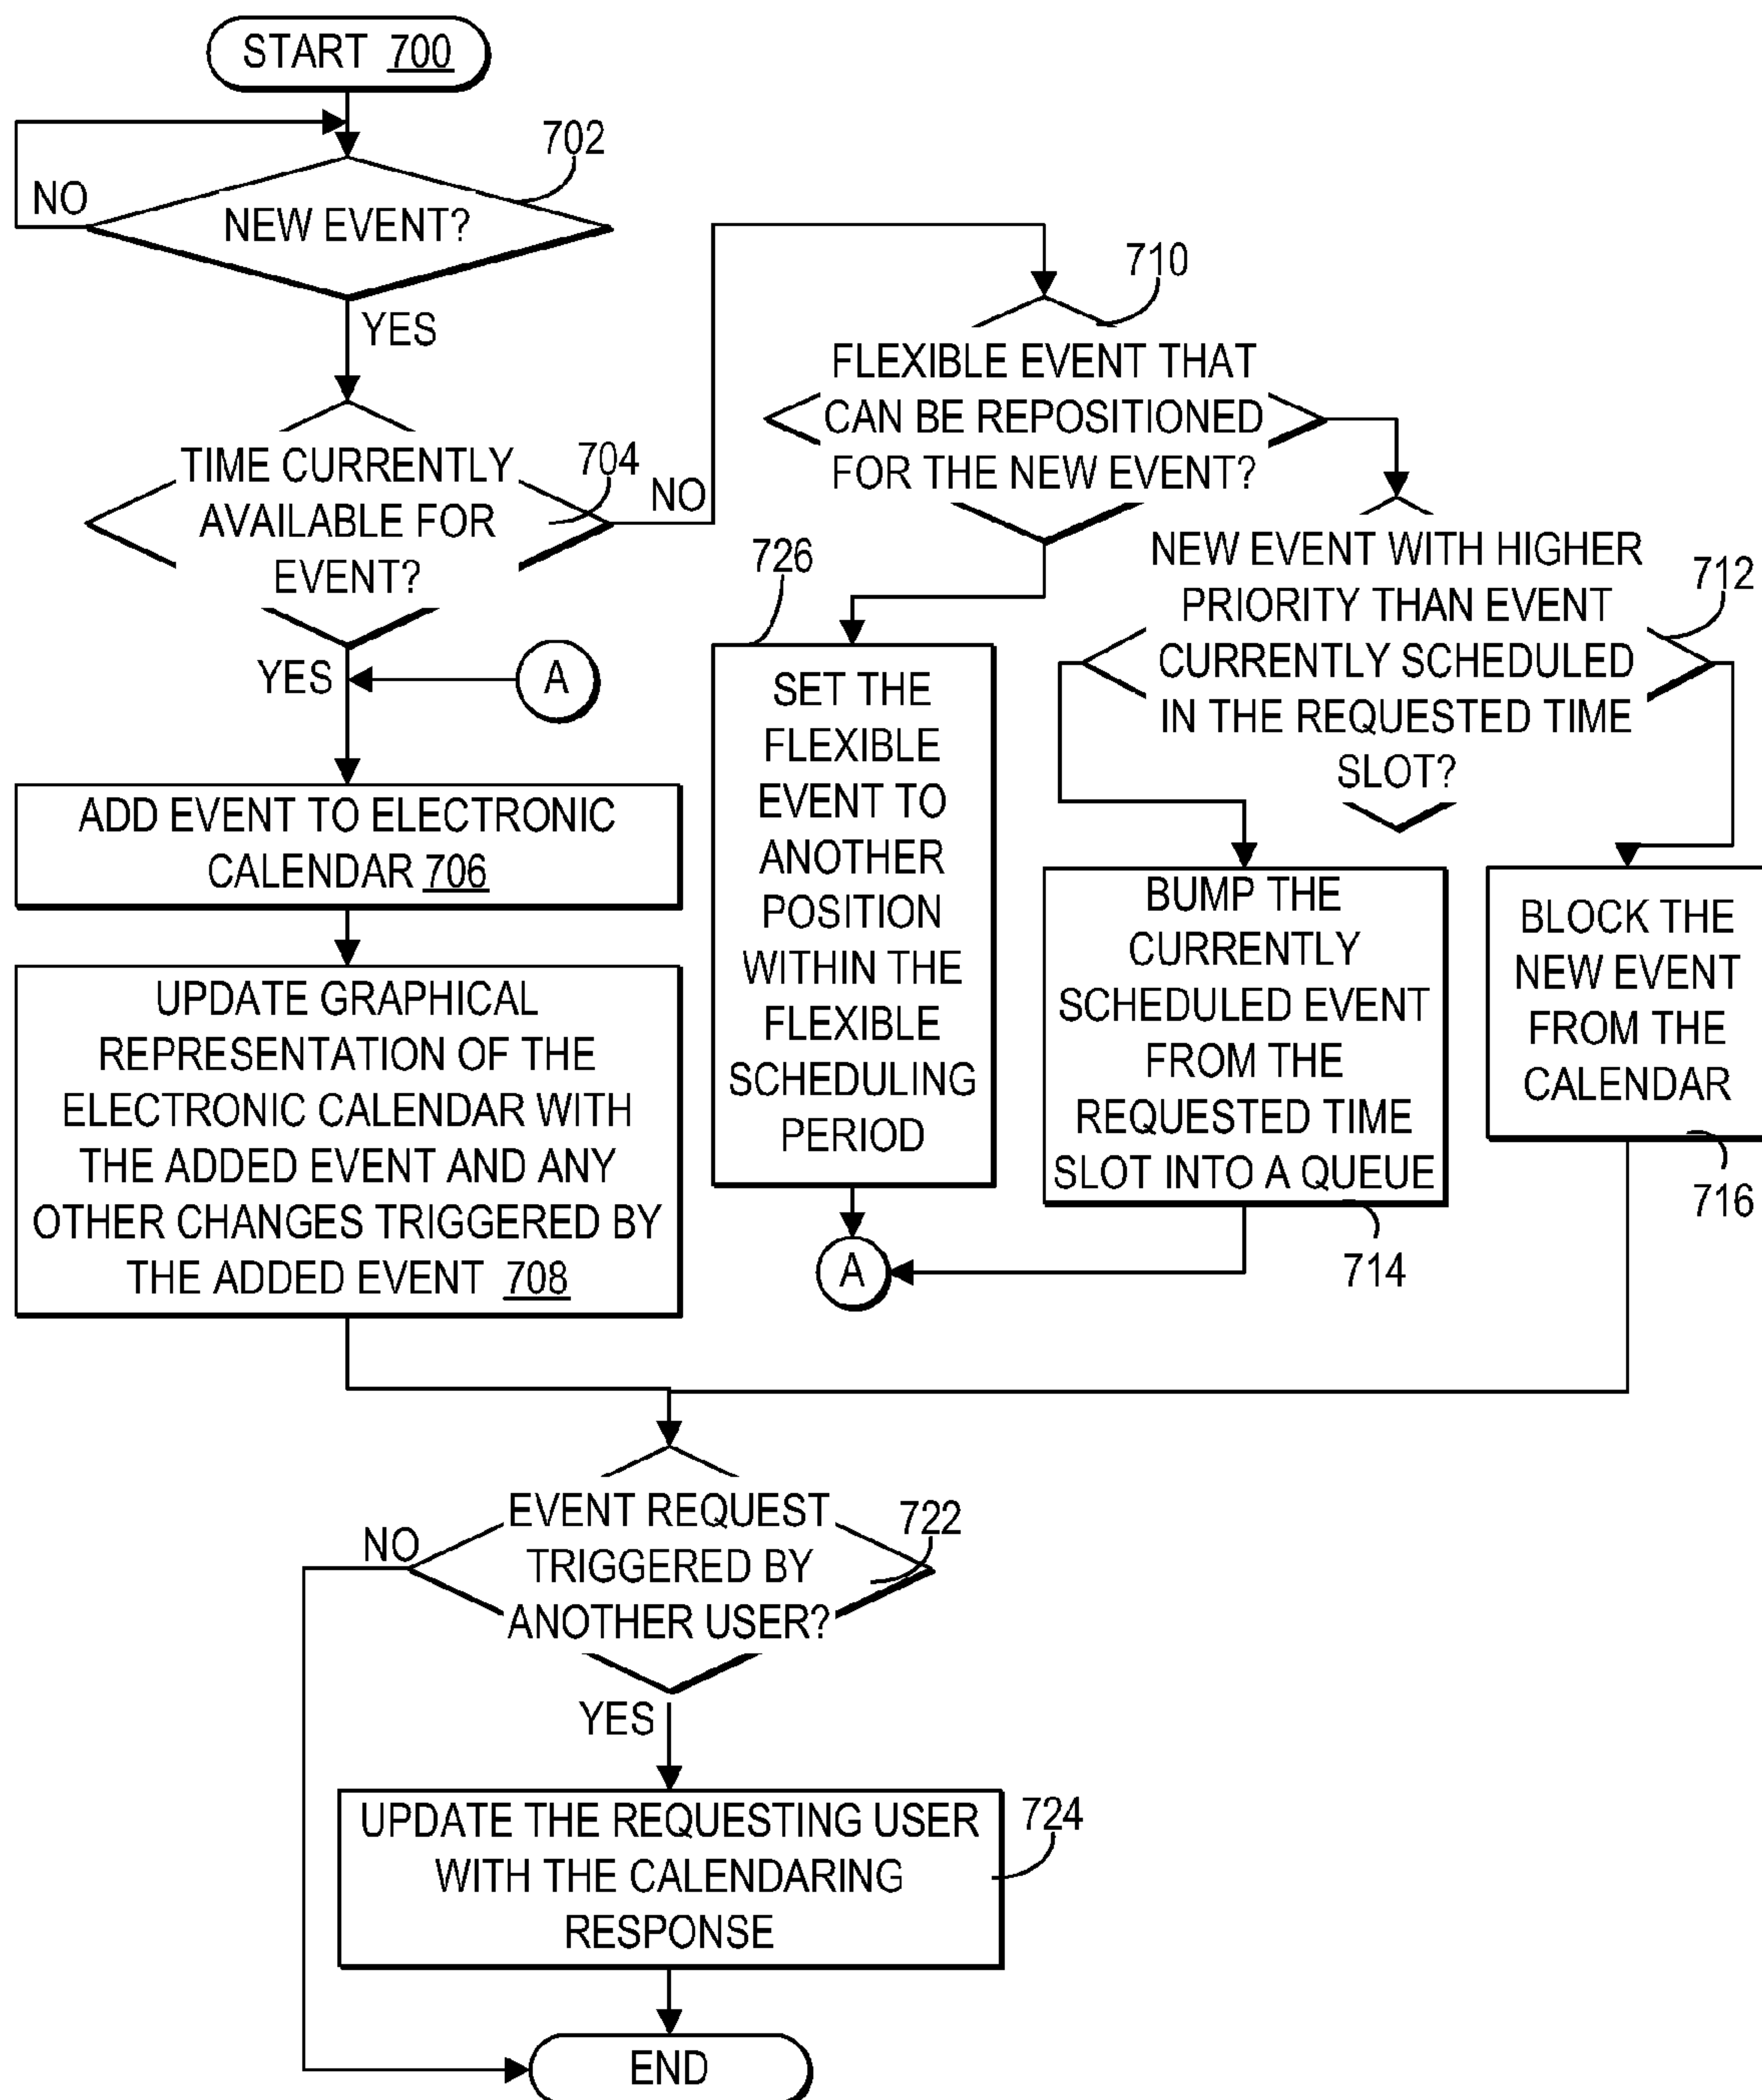 START 700
702
NO
NEW EVENT?
YES
TIME CURRENTLY
AVAILABLE FOR
EVENT?
704
NO
YES
A
ADD EVENT TO ELECTRONIC
CALENDAR 706
UPDATE GRAPHICAL
REPRESENTATION OF THE
ELECTRONIC CALENDAR WITH
THE ADDED EVENT AND ANY
OTHER CHANGES TRIGGERED BY
THE ADDED EVENT 708
710
FLEXIBLE EVENT THAT
CAN BE REPOSITIONED
FOR THE NEW EVENT?
726
SET THE
FLEXIBLE
EVENT TO
ANOTHER
POSITION
WITHIN THE
FLEXIBLE
SCHEDULING
PERIOD
A
NEW EVENT WITH HIGHER
PRIORITY THAN EVENT
CURRENTLY SCHEDULED
IN THE REQUESTED TIME
SLOT?
712
BUMP THE
CURRENTLY
SCHEDULED EVENT
FROM THE
REQUESTED TIME
SLOT INTO A QUEUE
714
BLOCK THE
NEW EVENT
FROM THE
CALENDAR
716
EVENT REQUEST
TRIGGERED BY
ANOTHER USER?
722
NO
YES
UPDATE THE REQUESTING USER
WITH THE CALENDARING
RESPONSE
724
END